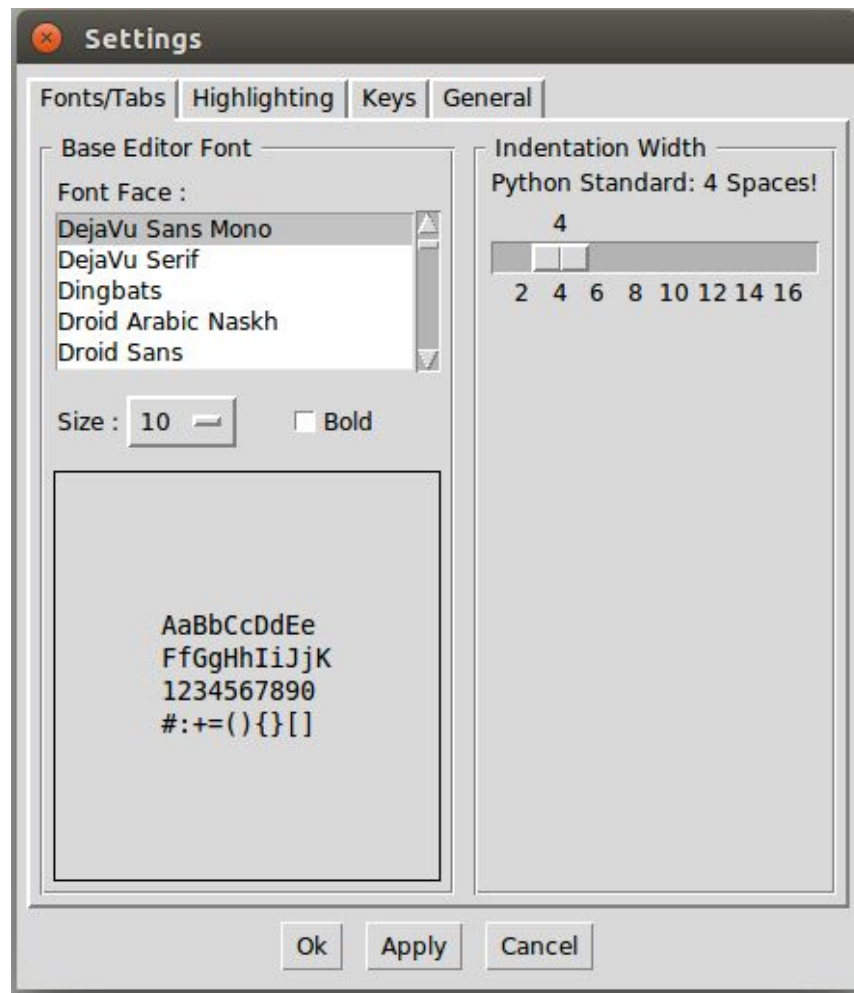 Settings
Fonts/Tabs Highlighting Keys General
Base Editor Font
Font Face :
DejaVu Sans Mono
DejaVu Serif
Dingbats
Droid Arabic Naskh
Droid Sans
Size : 10 Bold
AaBbCcDdEe
FfGgHhIiJjK
1234567890
#:+=(){}[]
Indentation Width
Python Standard: 4 Spaces!
4
2 4 6 8 10 12 14 16
Ok Apply Cancel